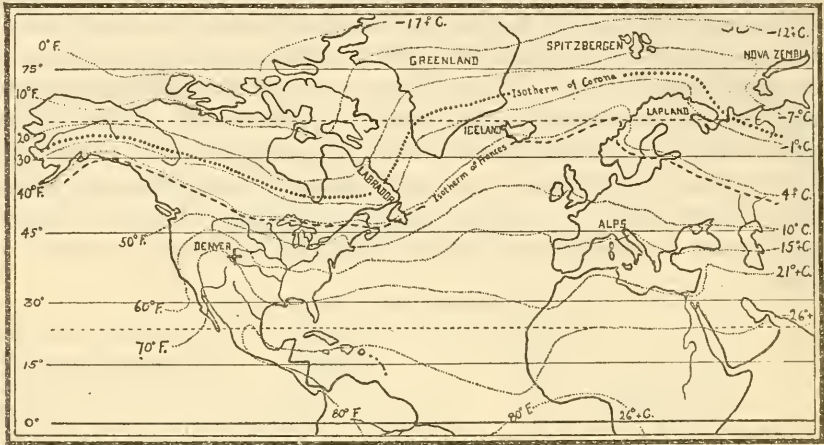 -17+C.
-12+C.
0°F.
SPITZBERGEN
GREENLAND
NOVA ZEMBLA
75°
Isotherm of Corona
10°F.
LAPLAND
-7°C.
ICELAND
20°
-1°C.
30°
LABRADOR
Isotherm of Frances
40°F.
4+C.
50°F.
45°
ALPS
10°C.
DENVER
15°+C.
21°+C.
60°F.
30°
26°+
70°F.
15°
0°
80°F.
80°F.
26°+C.